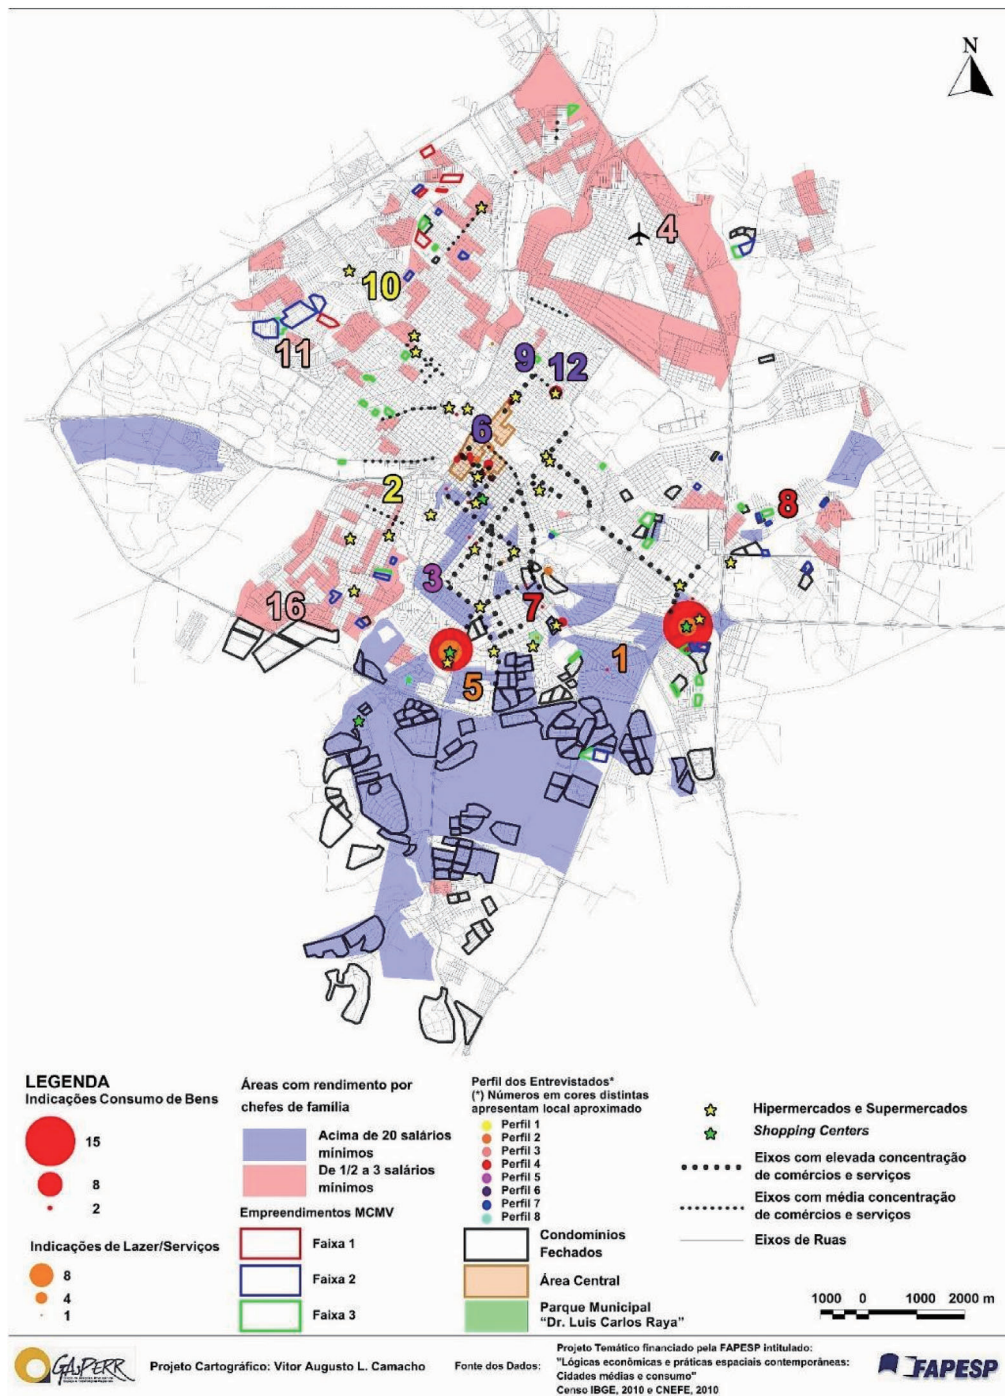 N
4
10
11
9
12
6
2
8
3
16
7
1
5
LEGENDA
Indicações Consumo de Bens
15
8
2
Indicações de Lazer/Serviços
8
4
1
Áreas com rendimento por
chefes de família
Acima de 20 salários
mínimos
De 1/2 a 3 salários
mínimos
Empreendimentos MCMV
Faixa 1
Faixa 2
Faixa 3
Perfil dos Entrevistados*
(*) Números em cores distintas
apresentam local aproximado
Perfil 1
Perfil 2
Perfil 3
Perfil 4
Perfil 5
Perfil 6
Perfil 7
Perfil 8
Condomínios
Fechados
Área Central
Parque Municipal
"Dr. Luis Carlos Raya"
Hipermercados e Supermercados
Shopping Centers
Eixos com elevada concentração
de comércios e serviços
Eixos com média concentração
de comércios e serviços
Eixos de Ruas
1000 0 1000 2000 m
GAsPERR
Projeto Cartográfico: Vitor Augusto L. Camacho
Fonte dos Dados:
Projeto Temático financiado pela FAPESP intitulado:
"Lógicas econômicas e práticas espaciais contemporâneas:
Cidades médias e consumo"
Censo IBGE, 2010 e CNEFE, 2010
FAPESP